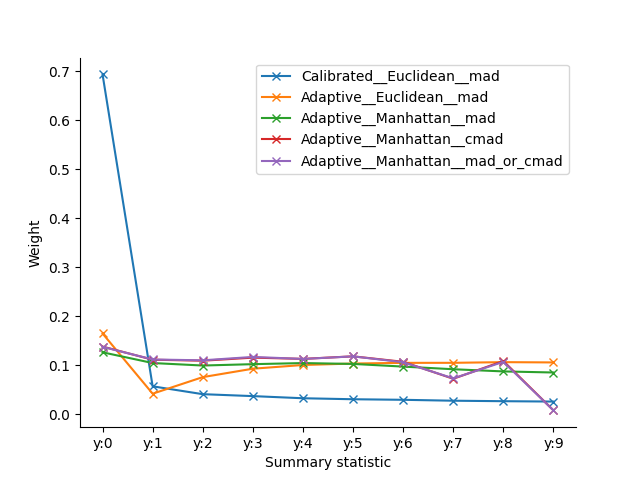 Calibrated__Euclidean__mad
Adaptive__Euclidean__mad
Adaptive__Manhattan__mad
Adaptive__Manhattan__cmad
Adaptive__Manhattan__mad_or_cmad
Weight
0.7
0.6
0.5
0.4
0.3
0.2
0.1
0.0
y:0 y:1 y:2 y:3 y:4 y:5 y:6 y:7 y:8 y:9
Summary statistic